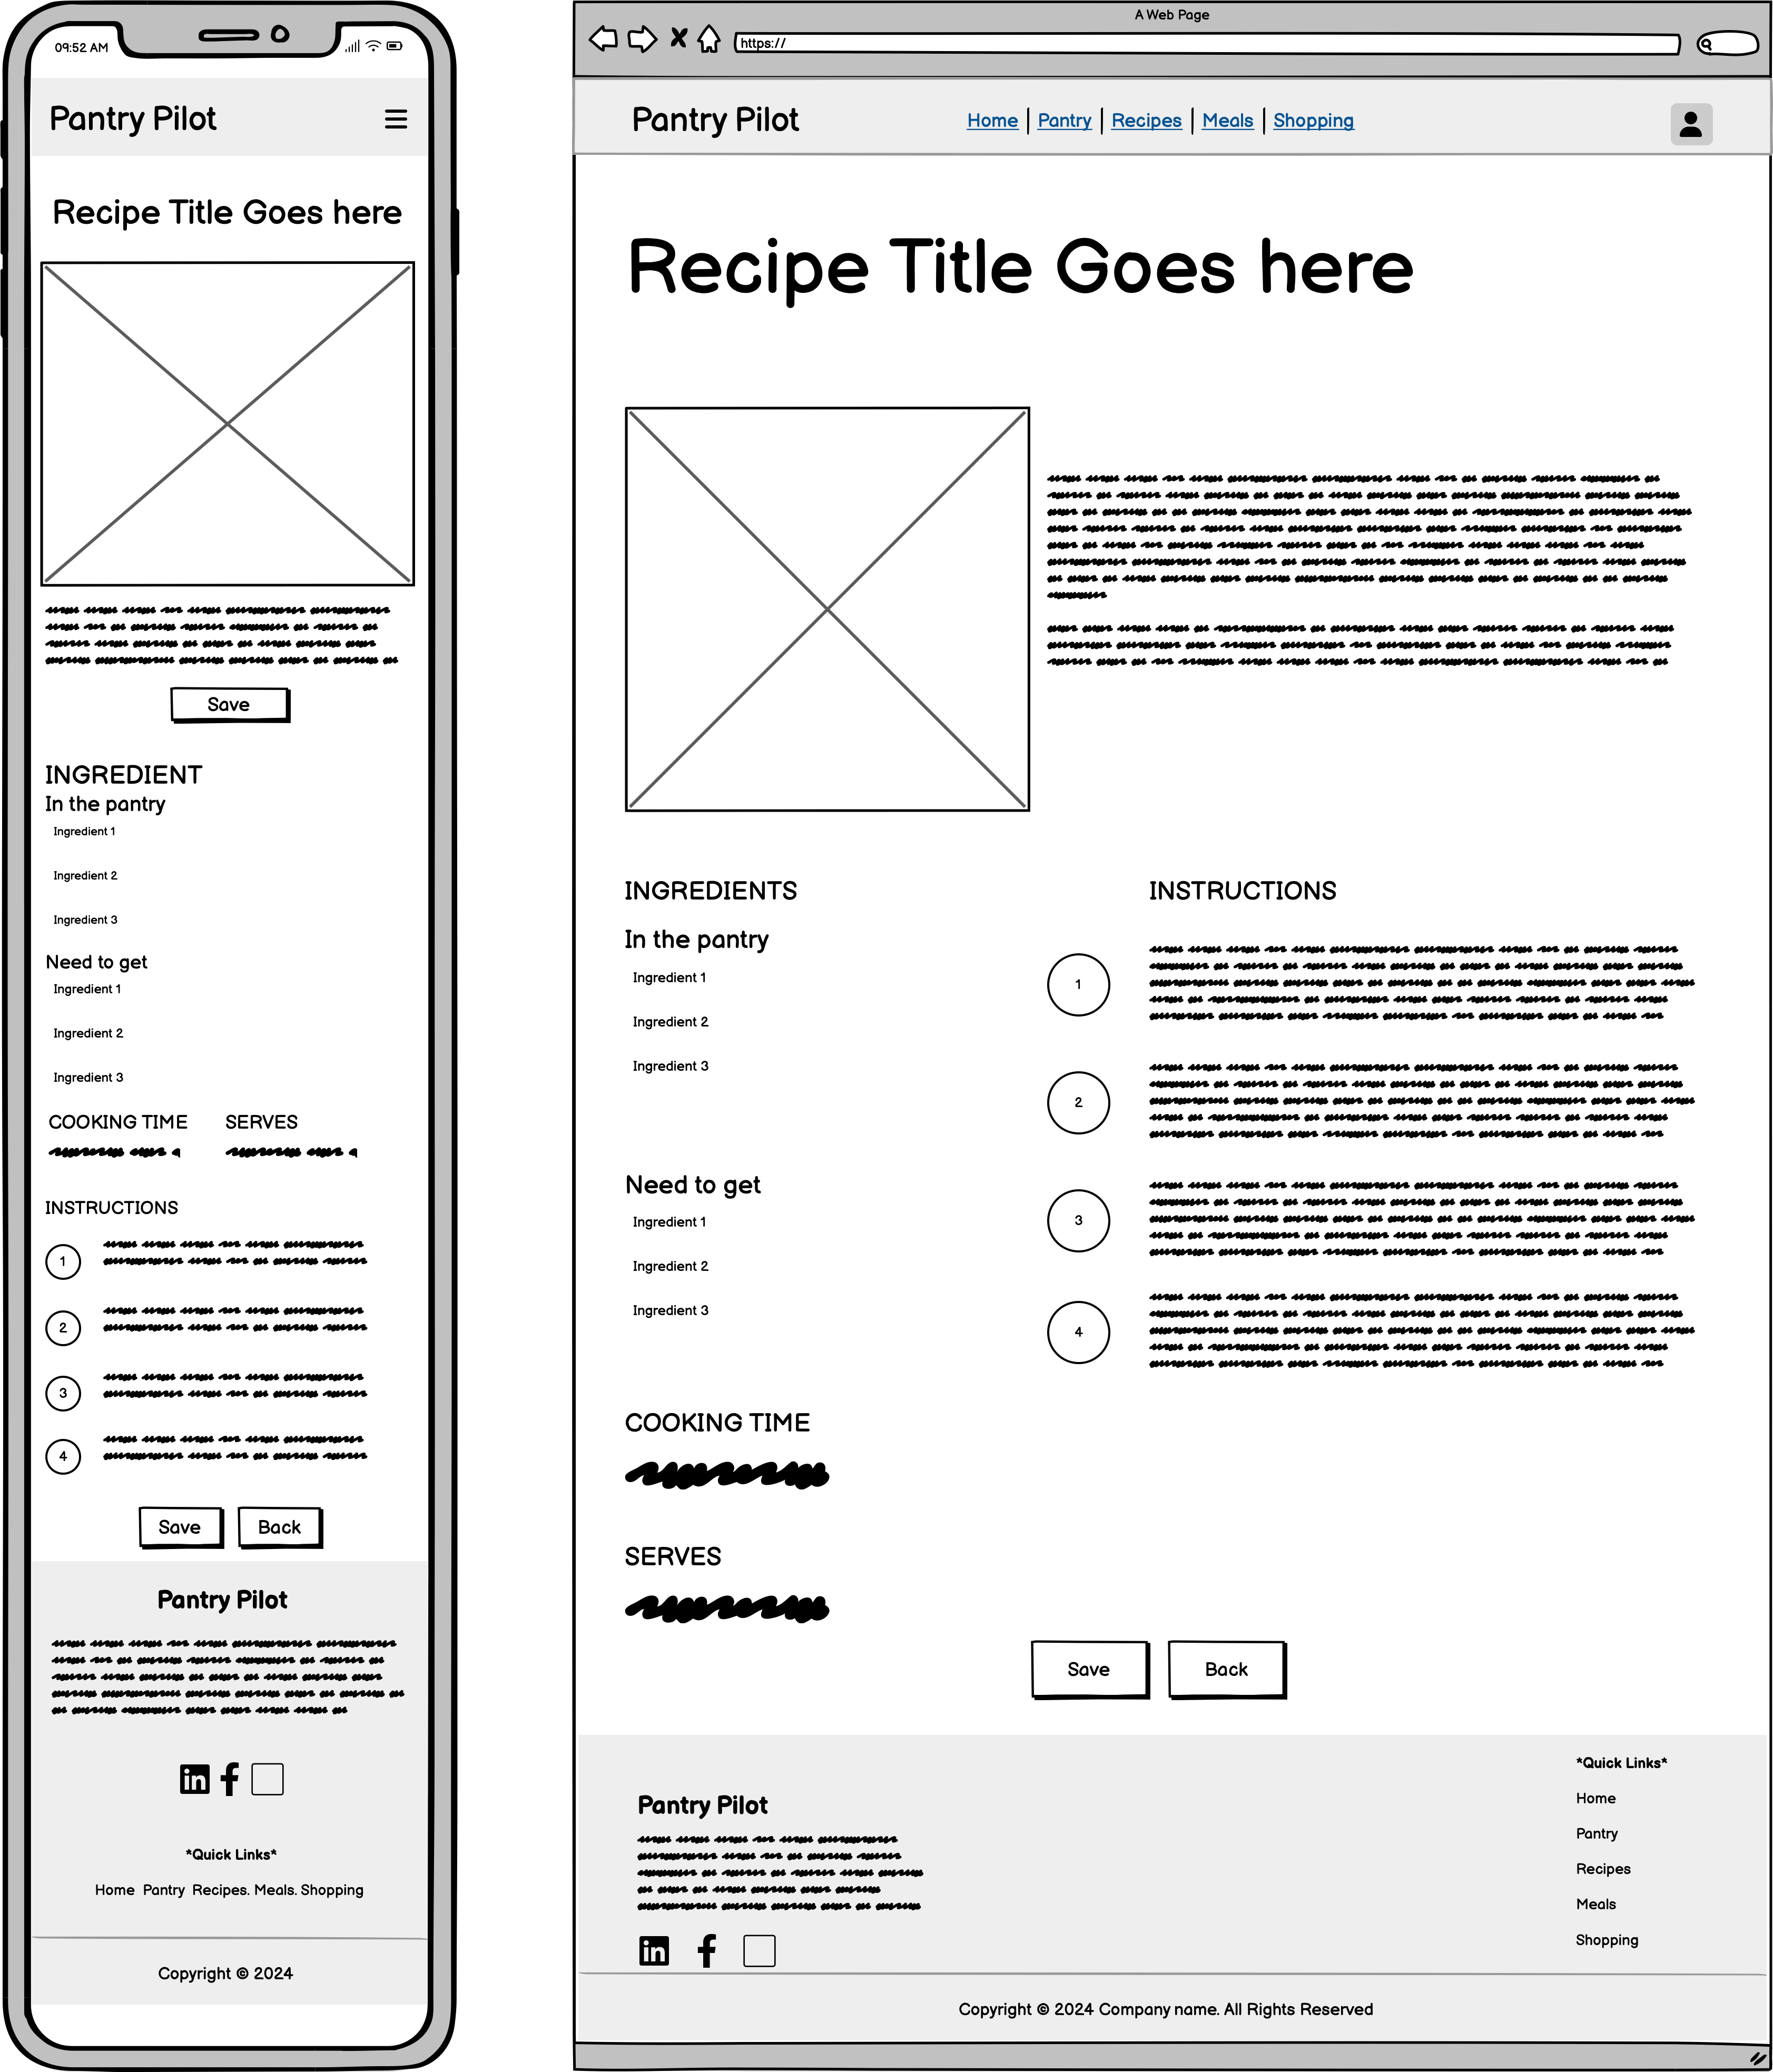 09:52 AM
Pantry Pilot
Recipe Title Goes here
Save
INGREDIENT
In the pantry
Ingredient 1
Ingredient 2
Ingredient 3
Need to get
Ingredient 1
Ingredient 2
Ingredient 3
COOKING TIME SERVES
INSTRUCTIONS
1
2
3
4
Save Back
Pantry Pilot
in f
*Quick Links*
Home Pantry Recipes. Meals. Shopping
Copyright © 2024
A Web Page
https://
Pantry Pilot Home | Pantry | Recipes | Meals | Shopping
Recipe Title Goes here
INGREDIENTS
In the pantry
Ingredient 1
Ingredient 2
Ingredient 3
Need to get
Ingredient 1
Ingredient 2
Ingredient 3
COOKING TIME
SERVES
INSTRUCTIONS
1
2
3
4
Save Back
Pantry Pilot
in f
*Quick Links*
Home
Pantry
Recipes
Meals
Shopping
Copyright © 2024 Company name. All Rights Reserved